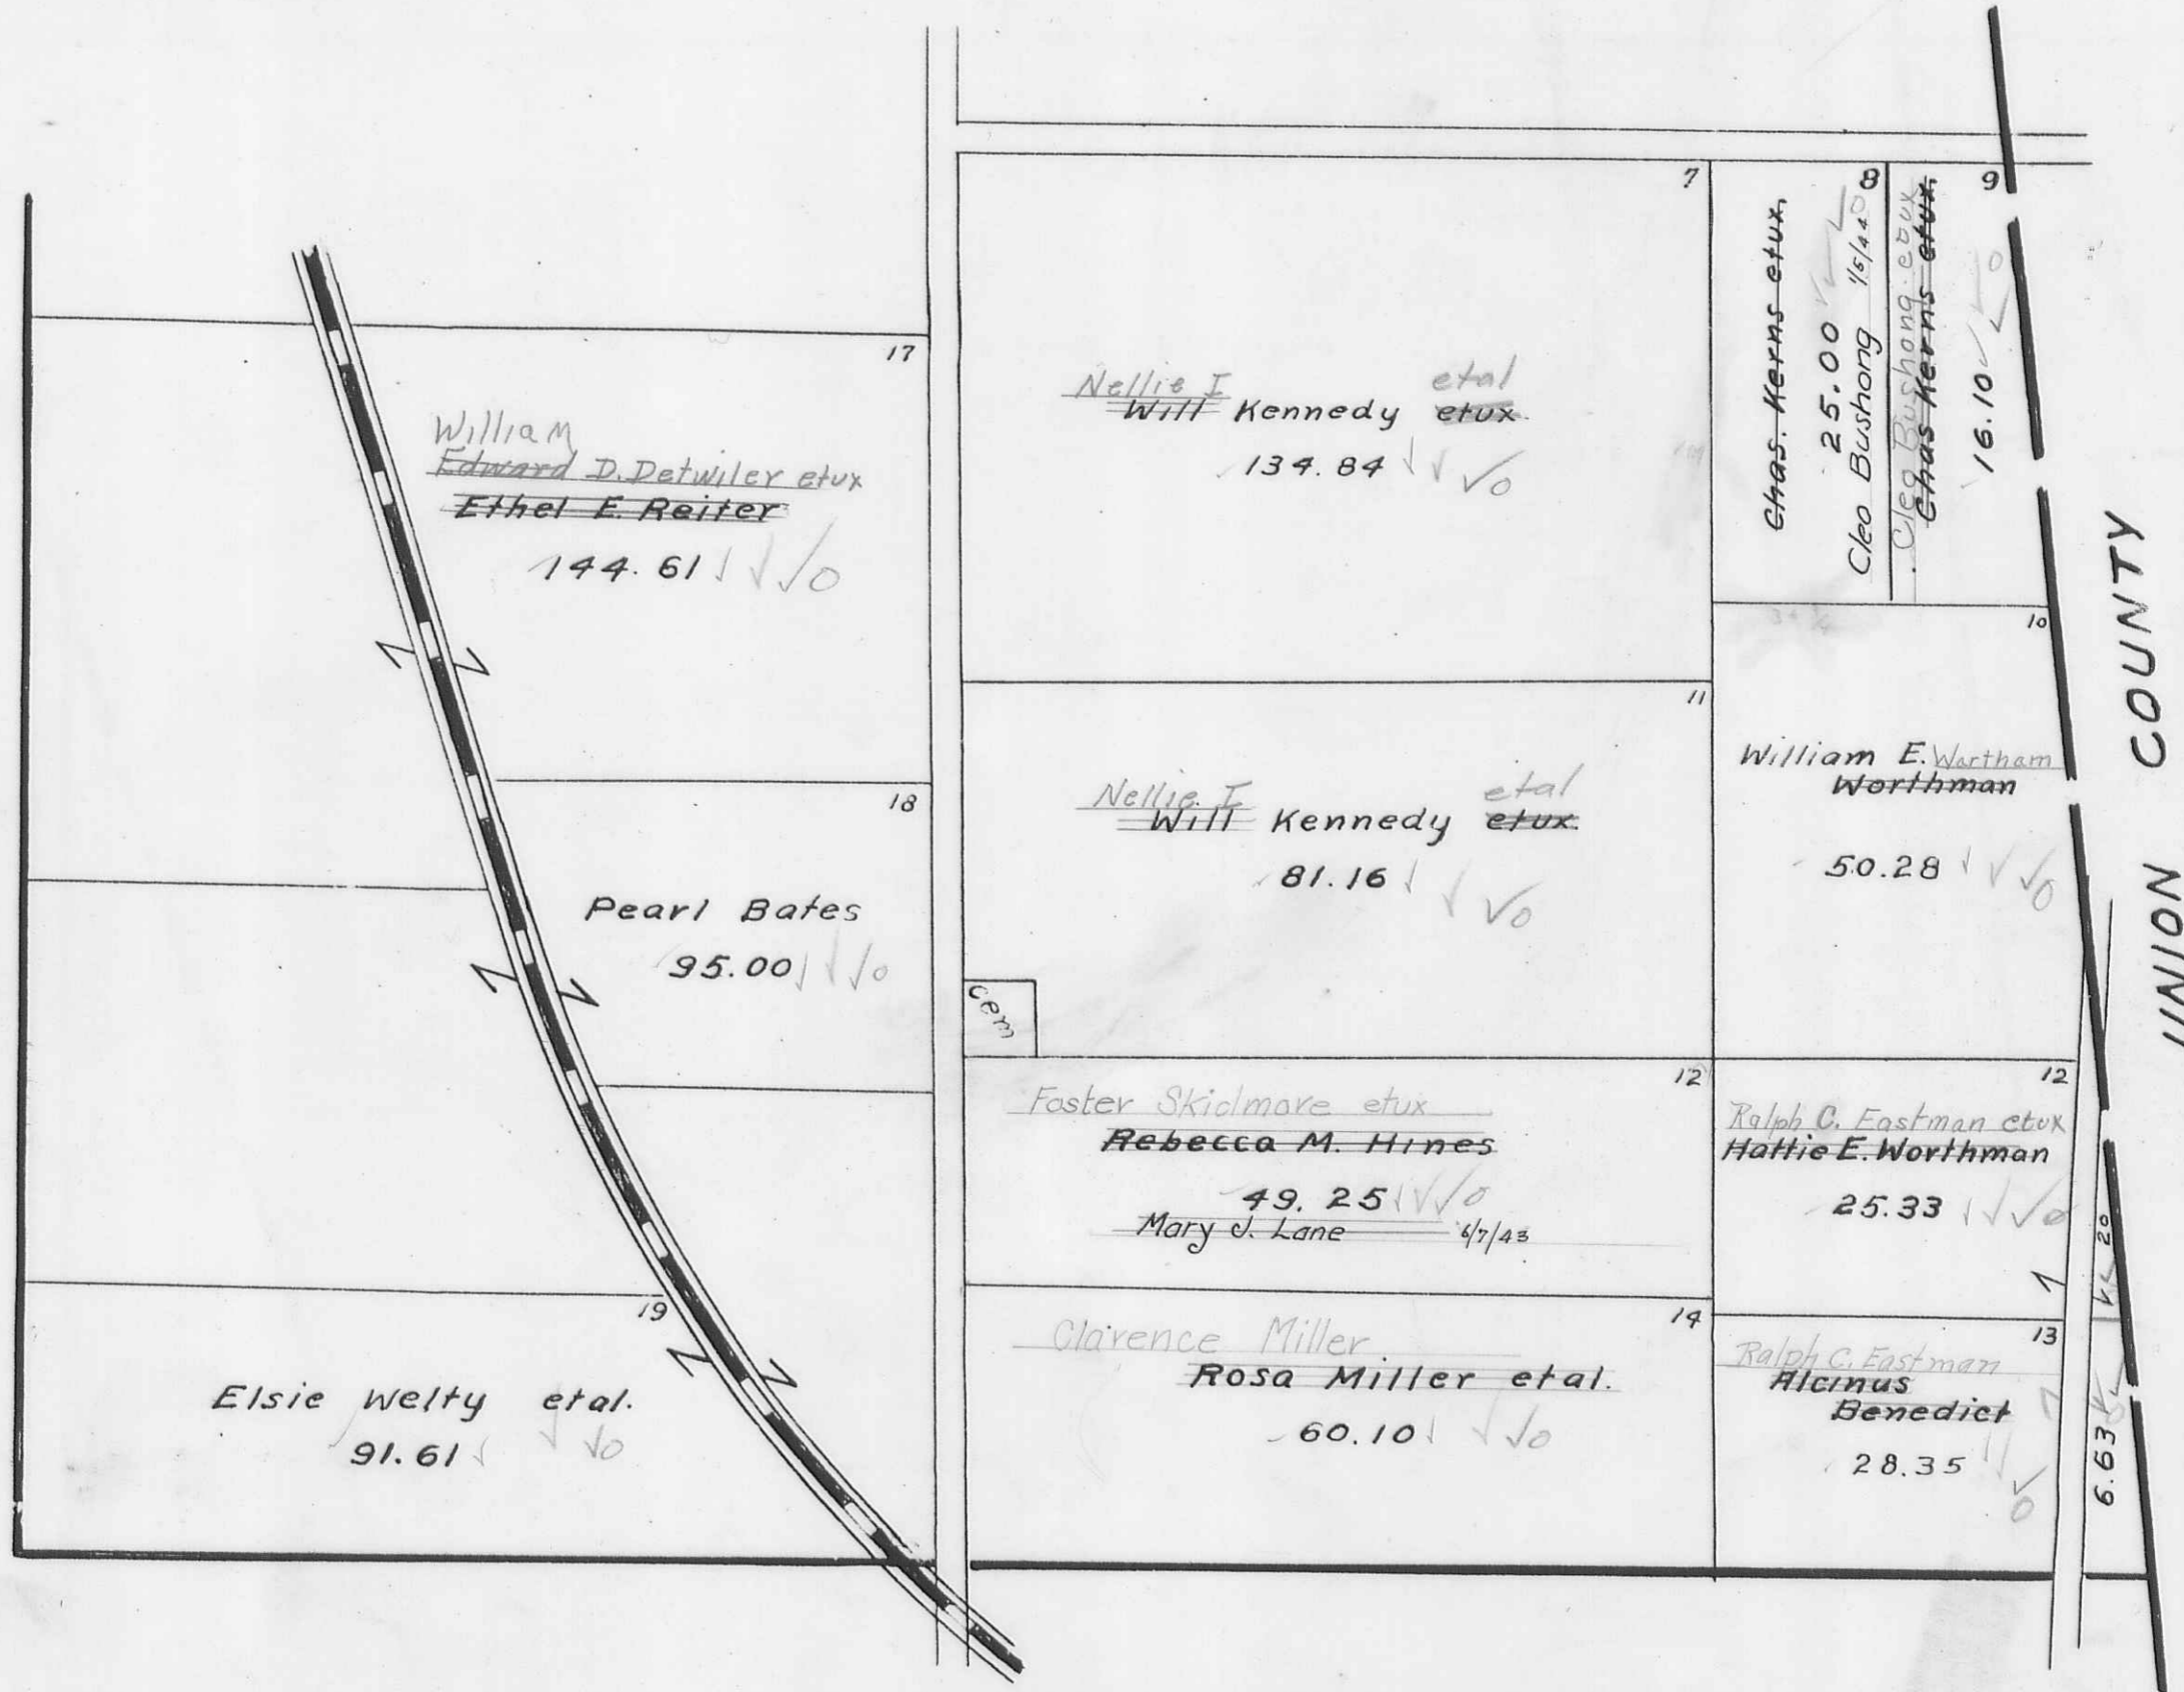 17
William
Edward D. Detwiler etux
Ethel E. Reiter
144.61
18
Pearl Bates
95.00
19
Elsie Welty etal.
91.61
7
Nellie I etal
Will Kennedy etux.
134.84
8
Chas. Kerns etux.
25.00
Cleo Bushong 1/5/44
9
Cleo Bushong etux
Chas Kerns etux.
16.10
10
William E. Wortham
Worthman
50.28
11
Nellie I etal
Will Kennedy etux.
81.16
cem
12
Foster Skidmore etux
Rebecca M. Hines
49.25
Mary J. Lane 6/7/43
12
Ralph C. Eastman etux
Hattie E. Worthman
25.33
14
Clarence Miller
Rosa Miller etal.
60.10
13
Ralph C. Eastman
Alcinus
Benedict
28.35
.20
6.63
UNION COUNTY